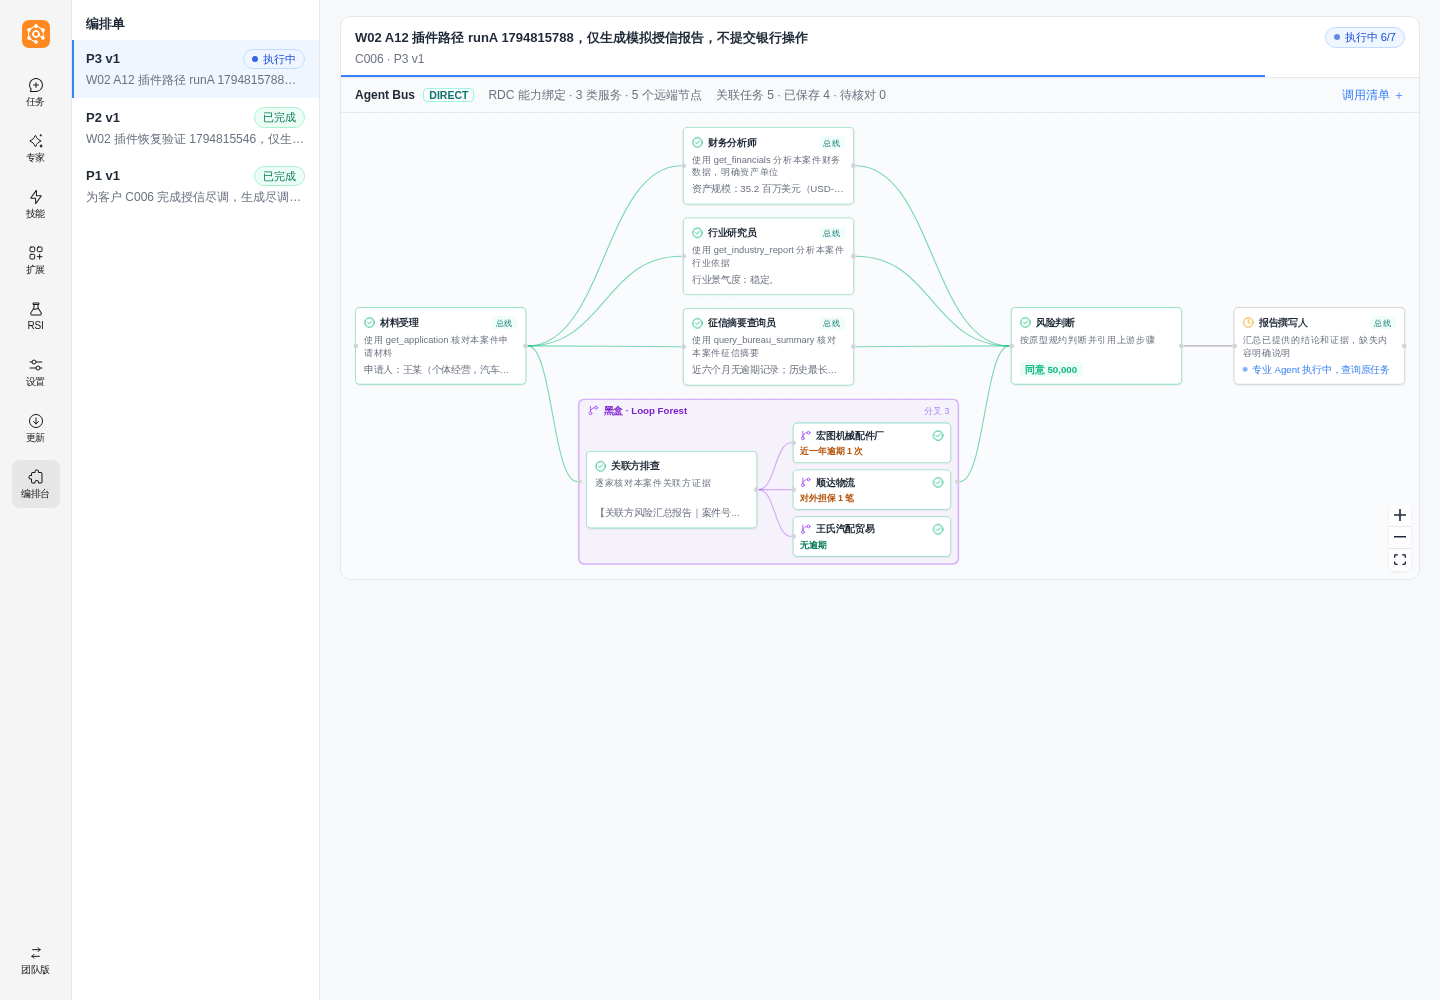 任务
专家
技能
扩展
RSI
设置
更新
编排台
团队版
编排单
P3 v1
执行中
W02 A12 插件路径 runA 1794815788…
P2 v1
已完成
W02 插件恢复验证 1794815546，仅生…
P1 v1
已完成
为客户 C006 完成授信尽调，生成尽调…
W02 A12 插件路径 runA 1794815788，仅生成模拟授信报告，不提交银行操作
执行中 6/7
C006 · P3 v1
Agent Bus DIRECT RDC 能力绑定 · 3 类服务 · 5 个远端节点 关联任务 5 · 已保存 4 · 待核对 0
调用清单 ＋
材料受理
总线
使用 get_application 核对本案件申
请材料
申请人：王某（个体经营，汽车…
财务分析师
总线
使用 get_financials 分析本案件财务
数据，明确资产单位
资产规模：35.2 百万美元（USD-…
行业研究员
总线
使用 get_industry_report 分析本案件
行业依据
行业景气度：稳定。
征信摘要查询员
总线
使用 query_bureau_summary 核对
本案件征信摘要
近六个月无逾期记录；历史最长…
黑盒 · Loop Forest
分叉 3
关联方排查
逐家核对本案件关联方证据
【关联方风险汇总报告｜案件号…
宏图机械配件厂
近一年逾期 1 次
顺达物流
对外担保 1 笔
王氏汽配贸易
无逾期
风险判断
按原型规约判断并引用上游步骤
同意 50,000
报告撰写人
总线
汇总已提供的结论和证据，缺失内
容明确说明
专业 Agent 执行中，查询原任务